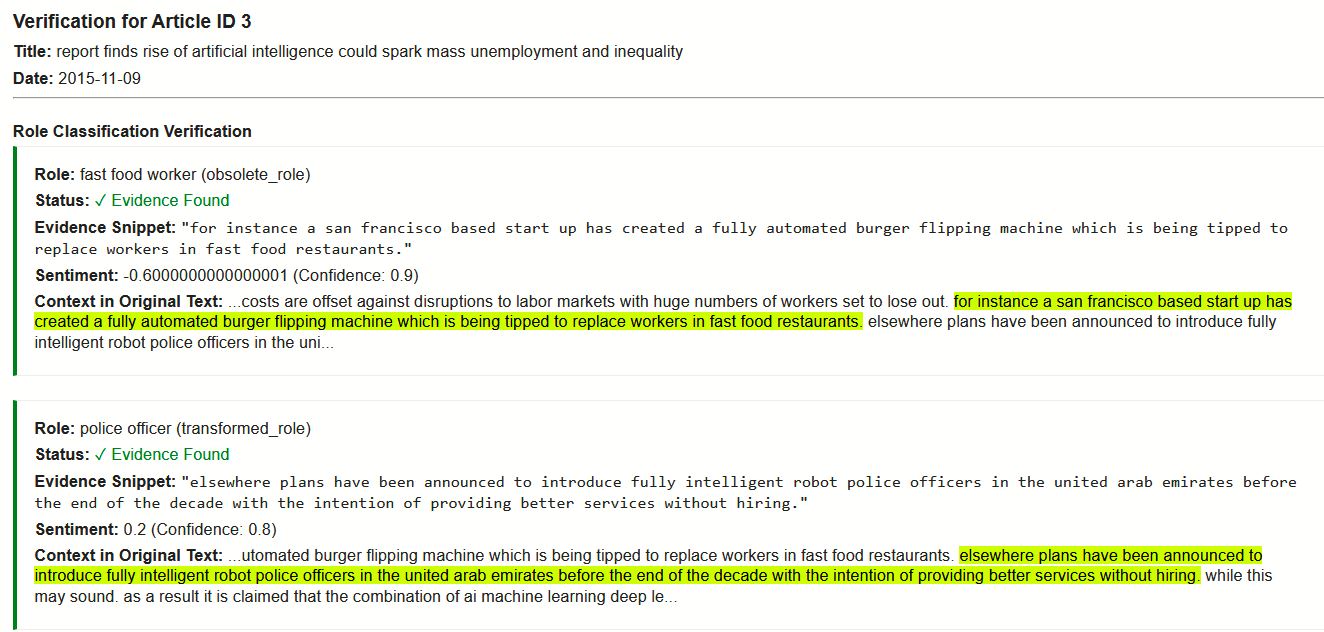 Verification for Article ID 3
Title: report finds rise of artificial intelligence could spark mass unemployment and inequality
Date: 2015-11-09
Role Classification Verification
Role: fast food worker (obsolete_role)
Status: ✓ Evidence Found
Evidence Snippet: "for instance a san francisco based start up has created a fully automated burger flipping machine which is being tipped to
replace workers in fast food restaurants."
Sentiment: -0.6000000000000001 (Confidence: 0.9)
Context in Original Text: ...costs are offset against disruptions to labor markets with huge numbers of workers set to lose out. for instance a san francisco based start up has
created a fully automated burger flipping machine which is being tipped to replace workers in fast food restaurants. elsewhere plans have been announced to introduce fully
intelligent robot police officers in the uni...
Role: police officer (transformed_role)
Status: ✓ Evidence Found
Evidence Snippet: "elsewhere plans have been announced to introduce fully intelligent robot police officers in the united arab emirates before
the end of the decade with the intention of providing better services without hiring."
Sentiment: 0.2 (Confidence: 0.8)
Context in Original Text: ...utomated burger flipping machine which is being tipped to replace workers in fast food restaurants. elsewhere plans have been announced to
introduce fully intelligent robot police officers in the united arab emirates before the end of the decade with the intention of providing better services without hiring. while this
may sound. as a result it is claimed that the combination of ai machine learning deep le...